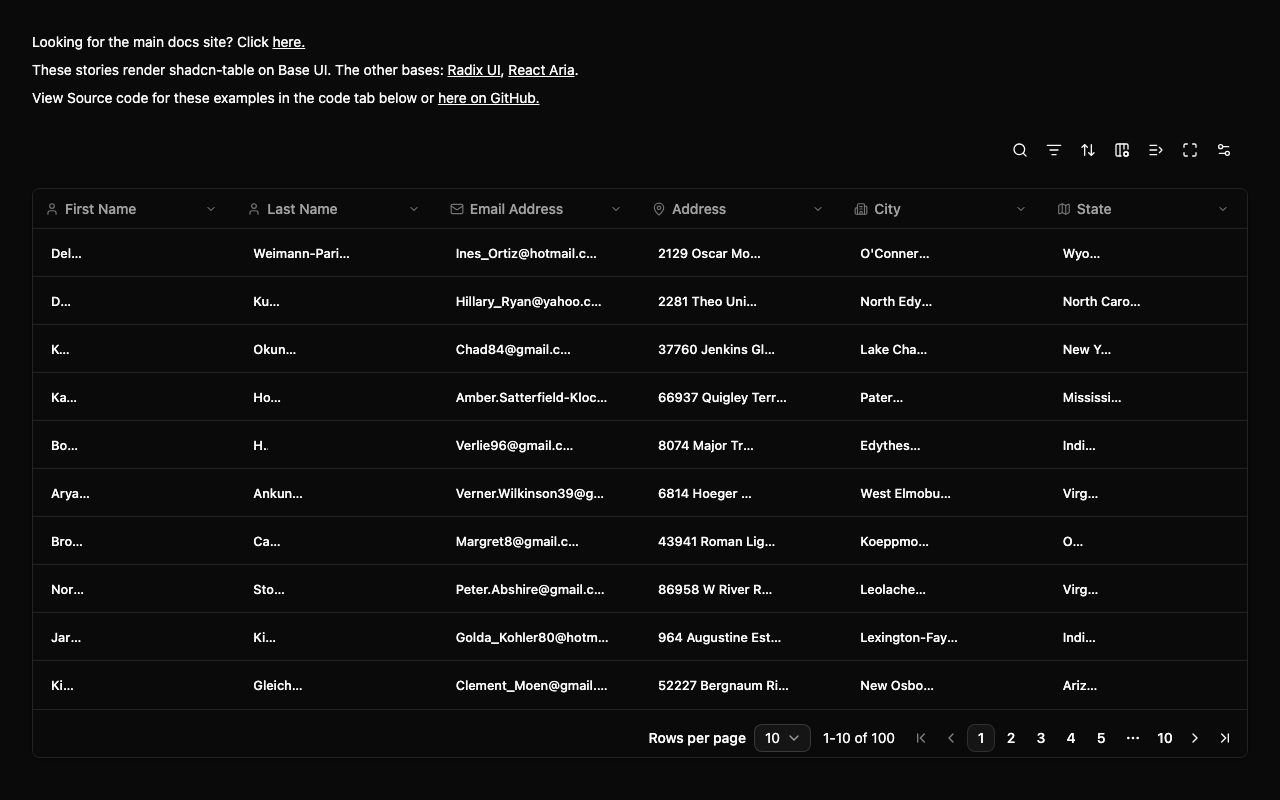 Looking for the main docs site? Click here.
These stories render shadcn-table on Base UI. The other bases: Radix UI, React Aria.
View Source code for these examples in the code tab below or here on GitHub.
First Name Last Name Email Address Address City State
Del... Weimann-Pari... Ines_Ortiz@hotmail.c... 2129 Oscar Mo... O'Conner... Wyo...
D... Ku... Hillary_Ryan@yahoo.c... 2281 Theo Uni... North Edy... North Caro...
K... Okun... Chad84@gmail.c... 37760 Jenkins Gl... Lake Cha... New Y...
Ka... Ho... Amber.Satterfield-Kloc... 66937 Quigley Terr... Pater... Mississi...
Bo... H.. Verlie96@gmail.c... 8074 Major Tr... Edythes... Indi...
Arya... Ankun... Verner.Wilkinson39@g... 6814 Hoeger ... West Elmobu... Virg...
Bro... Ca... Margret8@gmail.c... 43941 Roman Lig... Koeppmo... O...
Nor... Sto... Peter.Abshire@gmail.c... 86958 W River R... Leolache... Virg...
Jar... Ki... Golda_Kohler80@hotm... 964 Augustine Est... Lexington-Fay... Indi...
Ki... Gleich... Clement_Moen@gmail.... 52227 Bergnaum Ri... New Osbo... Ariz...
Rows per page 10 1-10 of 100 1 2 3 4 5 ... 10